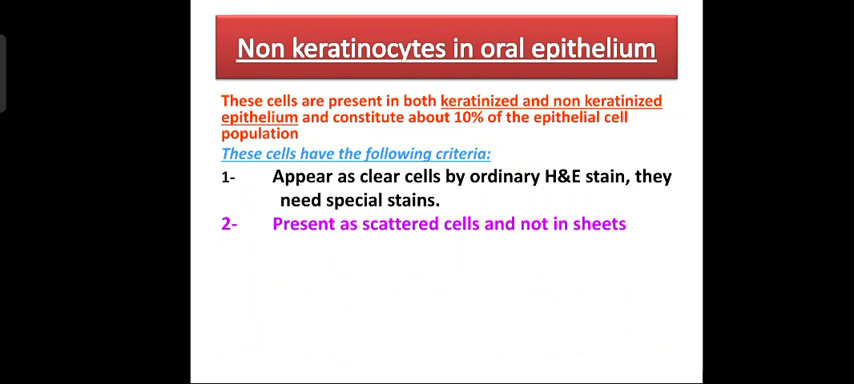 Non keratinocytes in oral epithelium
These cells are present in both keratinized and non keratinized
epithelium and constitute about 10% of the epithelial cell
population
These cells have the following criteria:
1- Appear as clear cells by ordinary H&E stain, they
need special stains.
2- Present as scattered cells and not in sheets